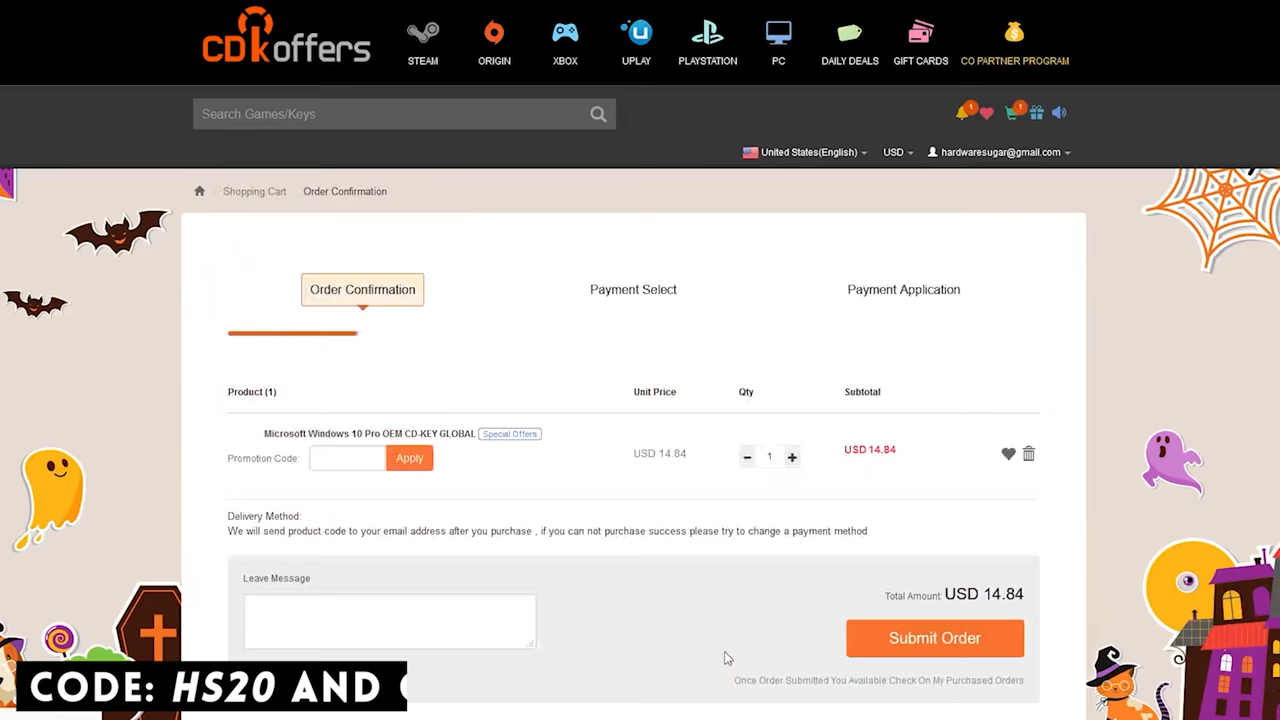 CDKoffers
STEAM
ORIGIN
XBOX
UPLAY
PLAYSTATION
PC
DAILY DEALS
GIFT CARDS
CO PARTNER PROGRAM
Search Games/Keys
1
1
United States(English)
USD
hardwaresugar@gmail.com
Shopping Cart
Order Confirmation
Order Confirmation
Payment Select
Payment Application
Product (1)
Unit Price
Qty
Subtotal
Microsoft Windows 10 Pro OEM CD-KEY GLOBAL
Special Offers
Promotion Code:
Apply
USD 14.84
- 1 +
USD 14.84
Delivery Method:
We will send product code to your email address after you purchase , if you can not purchase success please try to change a payment method
Leave Message
Total Amount: USD 14.84
Submit Order
Once Order Submitted You Available Check On My Purchased Orders
CODE: HS20 AND